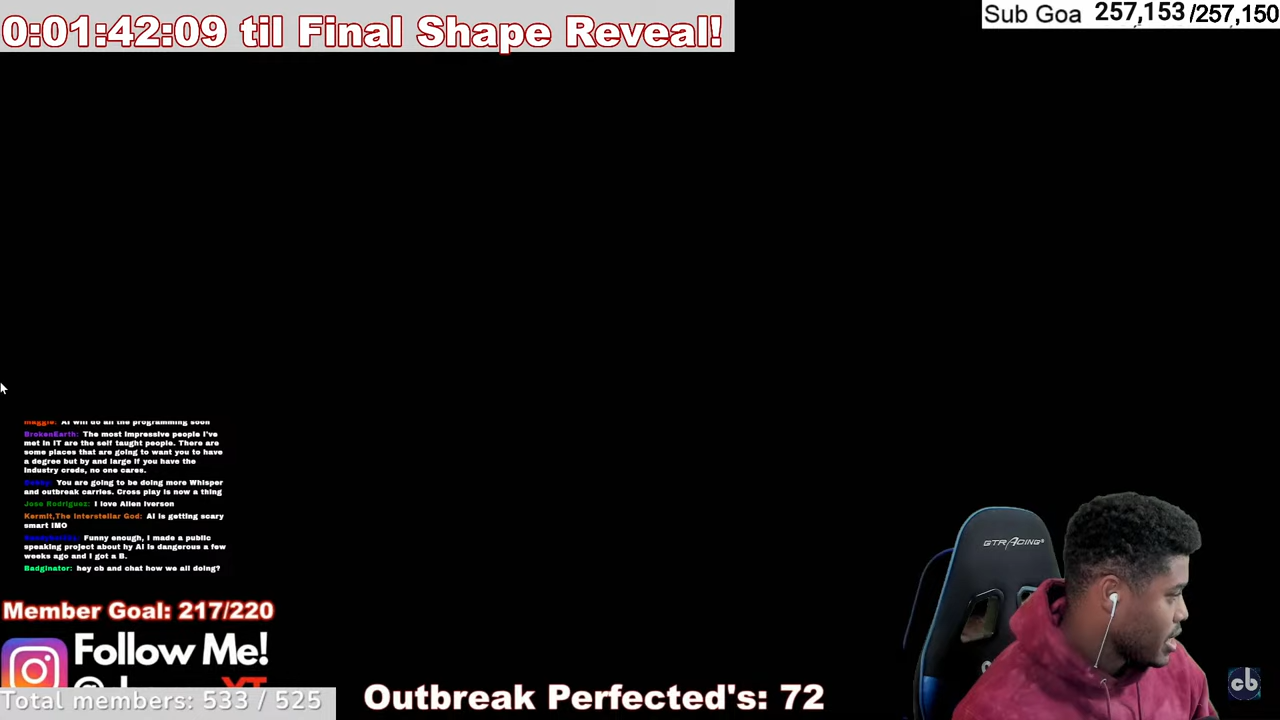 0:01:42:09 til Final Shape Reveal!
Sub Goa 257,153 /257,150
maggie: AI will do all the programming soon
BrokenEarth: The most impressive people I've
met in IT are the self taught people. There are
some places that are going to want you to have
a degree but by and large if you have the
industry creds, no one cares.
You are going to be doing more Whisper
and outbreak carries. Cross play is now a thing
Jose Rodriguez: I love Allen Iverson
Kermit,The Interstellar God: AI is getting scary
smart IMO
Funny enough, I made a public
speaking project about hy AI is dangerous a few
weeks ago and I got a B.
Badginator: hey cb and chat how we all doing?
GTRACING
Member Goal: 217/220
Follow Me!
Total members: 533 / 525
Outbreak Perfected's: 72
cb